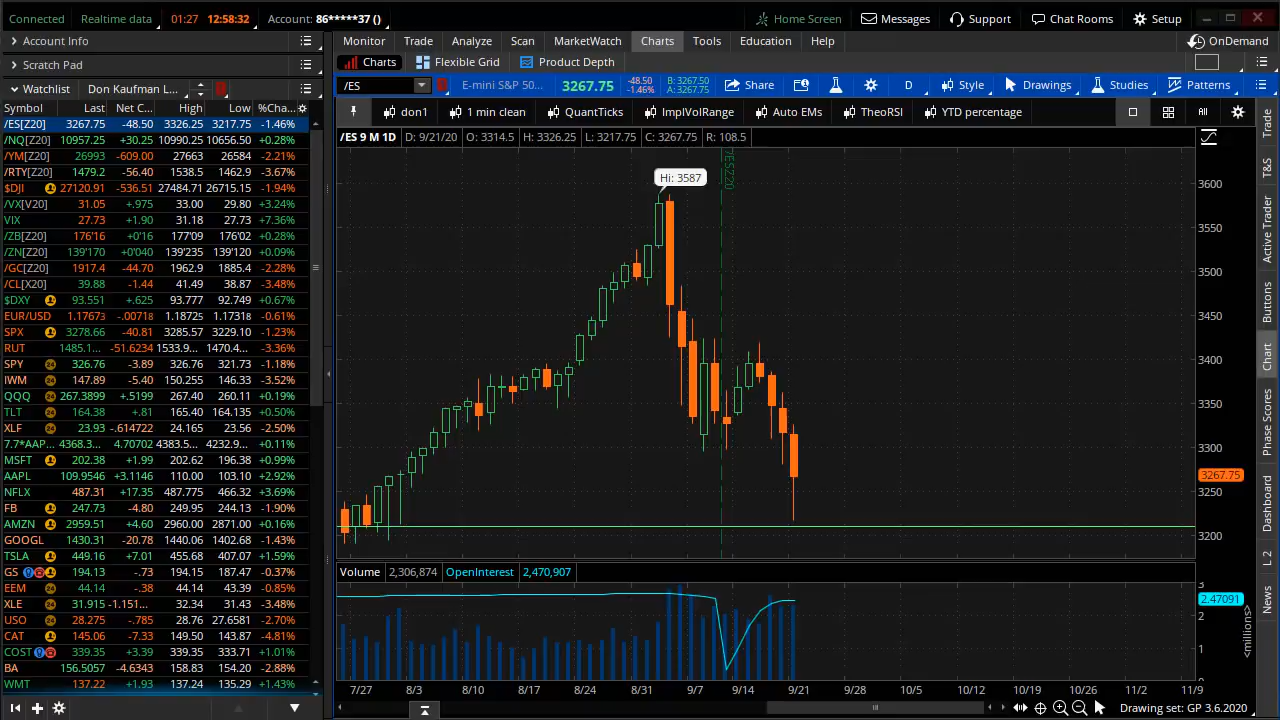 Connected Realtime data 01:27 12:58:32 Account: 86*****37 () Home Screen Messages Support Chat Rooms Setup
Account Info Monitor Trade Analyze Scan MarketWatch Charts Tools Education Help OnDemand
Scratch Pad Charts Flexible Grid Product Depth
Watchlist Don Kaufman L... /ES E-mini S&P 50... 3267.75 -48.50 -1.46% B: 3267.50 A: 3267.75 Share D Style Drawings Studies Patterns
Symbol Last Net C... High Low %Cha... don1 1 min clean QuantTicks ImplVolRange Auto EMs TheoRSI YTD percentage All
/ES[Z20] 3267.75 -48.50 3326.25 3217.75 -1.46%
/NQ[Z20] 10957.25 +30.25 10990.25 10656.50 +0.28%
/YM[Z20] 26993 -609.00 27663 26584 -2.21%
/RTY[Z20] 1479.2 -56.40 1538.5 1462.9 -3.67%
$DJI 27120.91 -536.51 27484.71 26715.15 -1.94%
/VX[V20] 31.05 +.975 33.00 29.80 +3.24%
VIX 27.73 +1.90 31.18 27.73 +7.36%
/ZB[Z20] 176'16 +0'16 177'09 176'02 +0.28%
/ZN[Z20] 139'170 +0'040 139'235 139'120 +0.09%
/GC[Z20] 1917.4 -44.70 1962.9 1885.4 -2.28%
/CL[X20] 39.88 -1.44 41.49 38.87 -3.48%
$DXY 93.551 +.625 93.777 92.749 +0.67%
EUR/USD 1.1767 -.00718 1.1872 1.1731 -0.61%
SPX 3278.66 -40.81 3285.57 3229.10 -1.23%
RUT 1485.1... -51.6234 1533.9... 1470.4... -3.36%
SPY 326.76 -3.89 326.76 321.73 -1.18%
IWM 147.89 -5.40 150.255 146.33 -3.52%
QQQ 267.3899 +.5199 267.40 260.11 +0.19%
TLT 164.38 +.81 165.40 164.135 +0.50%
XLF 23.93 -.614722 24.165 23.56 -2.50%
7.7*AAP... 4368.3... 4.70702 4383.5... 4232.9... +0.11%
MSFT 202.38 +1.99 202.62 196.38 +0.99%
AAPL 109.9546 +3.1146 110.00 103.10 +2.92%
NFLX 487.31 +17.35 487.775 466.32 +3.69%
FB 247.73 -4.80 249.95 244.13 -1.90%
AMZN 2959.51 +4.60 2960.00 2871.00 +0.16%
GOOGL 1430.31 -20.78 1440.06 1402.68 -1.43%
TSLA 449.16 +7.01 455.68 407.07 +1.59%
GS 194.13 -.73 194.15 187.47 -0.37%
EEM 44.14 -.38 44.14 43.39 -0.85%
XLE 31.915 -1.151... 32.34 31.43 -3.48%
USO 28.275 -.785 28.76 27.6581 -2.70%
CAT 145.06 -7.33 149.50 143.87 -4.81%
COST 339.35 +3.39 339.35 333.71 +1.01%
BA 156.5057 -4.6343 158.83 154.20 -2.88%
WMT 137.22 +1.93 137.24 135.29 +1.43%
/ES 9 M 1D D: 9/21/20 O: 3314.5 H: 3326.25 L: 3217.75 C: 3267.75 R: 108.5
Hi: 3587
3600
3550
3500
3450
3400
3350
3300
3267.75
3250
3200
Volume 2,306,874 OpenInterest 2,470,907
3
2.47091
2
1
<millions>
7/27 8/3 8/10 8/17 8/24 8/31 9/7 9/14 9/21 9/28 10/5 10/12 10/19 10/26 11/2 11/9
Drawing set: GP 3.6.2020
Trade
T&S
Active Trader
Buttons
Chart
Phase Scores
Dashboard
L 2
News